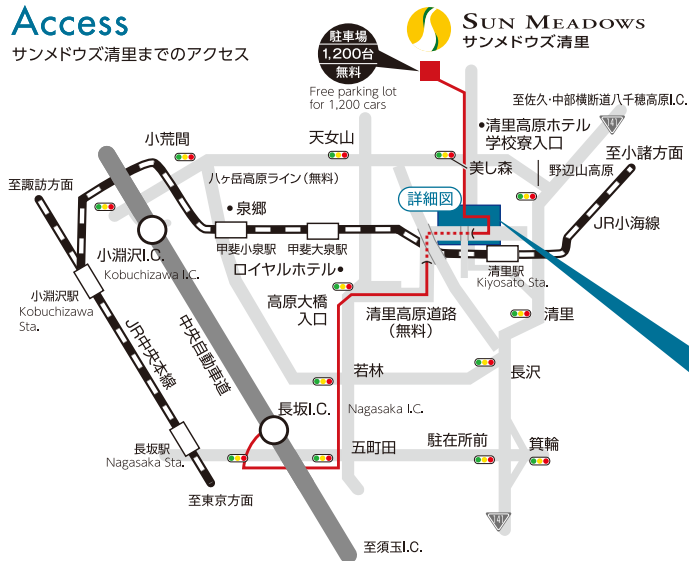 Access
サンメドウズ清里までのアクセス
駐車場
1,200台
無料
Free parking lot
for 1,200 cars
SUN MEADOWS
サンメドウズ清里
至佐久・中部横断道八千穂高原I.C.
141
小荒間
天女山
•清里高原ホテル
学校寮入口
美し森
至小諸方面
野辺山高原
至諏訪方面
八ヶ岳高原ライン(無料)
詳細図
•泉郷
JR小海線
小淵沢I.C.
Kobuchizawa I.C.
甲斐小泉駅
甲斐大泉駅
ロイヤルホテル•
清里駅
Kiyosato Sta.
小淵沢駅
Kobuchizawa
Sta.
高原大橋
入口
清里高原道路
(無料)
清里
JR中央本線
中央自動車道
若林
長沢
長坂I.C.
Nagasaka I.C.
長坂駅
Nagasaka Sta.
五町田
駐在所前
箕輪
至東京方面
141
至須玉I.C.